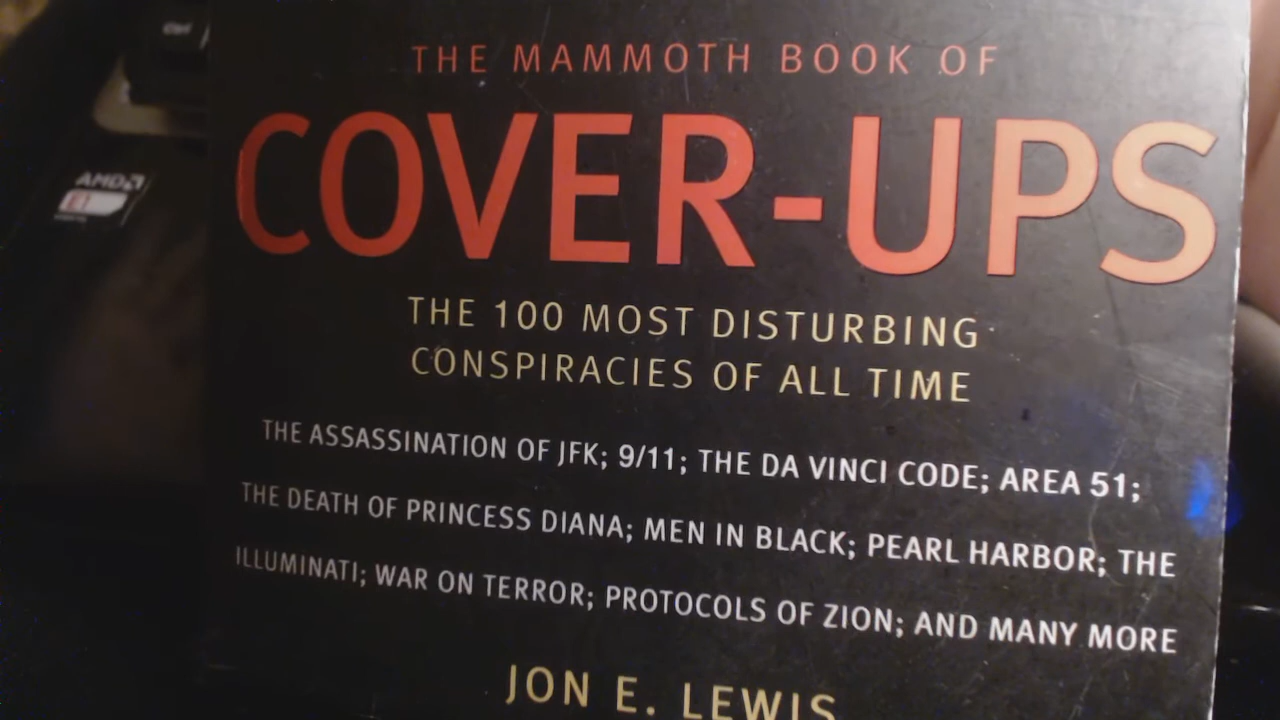 Ctrl
AMD
THE MAMMOTH BOOK OF
COVER-UPS
THE 100 MOST DISTURBING
CONSPIRACIES OF ALL TIME
THE ASSASSINATION OF JFK; 9/11; THE DA VINCI CODE; AREA 51;
THE DEATH OF PRINCESS DIANA; MEN IN BLACK; PEARL HARBOR; THE
ILLUMINATI; WAR ON TERROR; PROTOCOLS OF ZION; AND MANY MORE
JON E. LEWIS